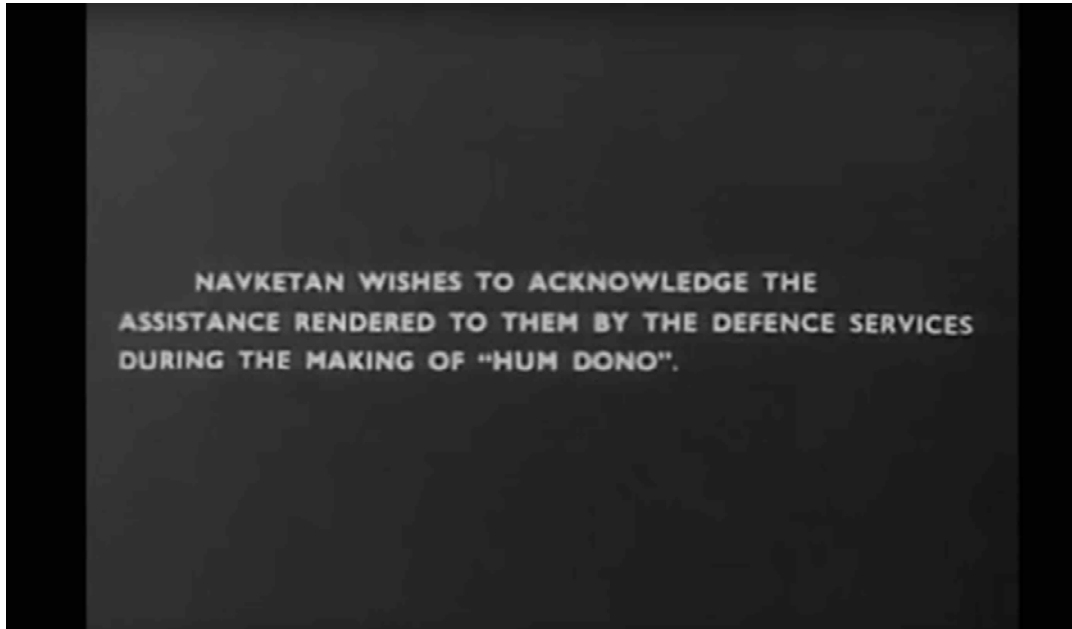 NAVKETAN WISHES TO ACKNOWLEDGE THE
ASSISTANCE RENDERED TO THEM BY THE DEFENCE SERVICES
DURING THE MAKING OF “HUM DONO”.